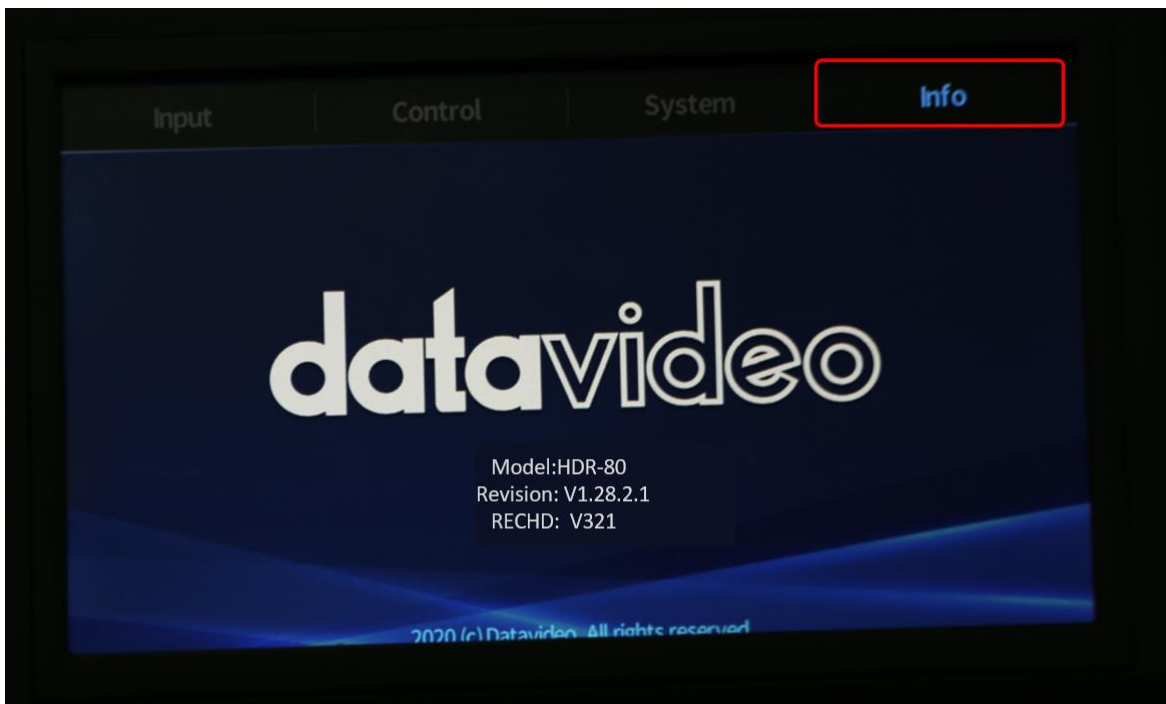 Input Control System Info
datavideo
Model:HDR-80
Revision: V1.28.2.1
RECHD: V321
2020 (c) Datavideo. All rights reserved